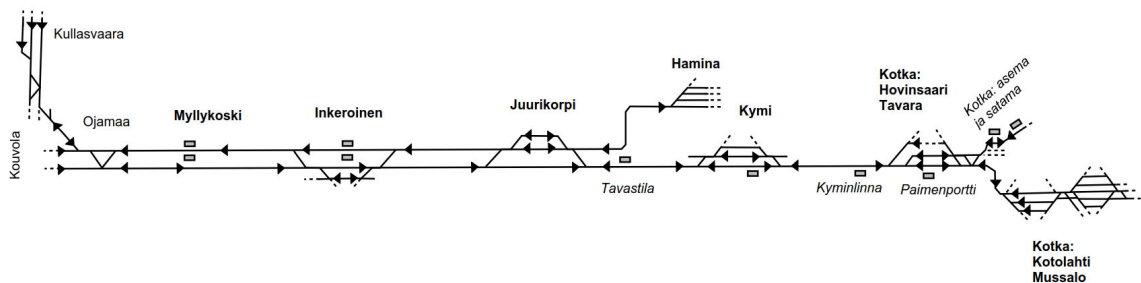 Kullasvaara
Kouvola
Ojamaa
Myllykoski
Inkeroinen
Juurikorpi
Hamina
Tavastila
Kymi
Kyminlinna
Kotka:
Hovinsaari
Tavara
Paimenportti
Kotka: asema
ja satama
Kotka:
Kotolahti
Mussalo